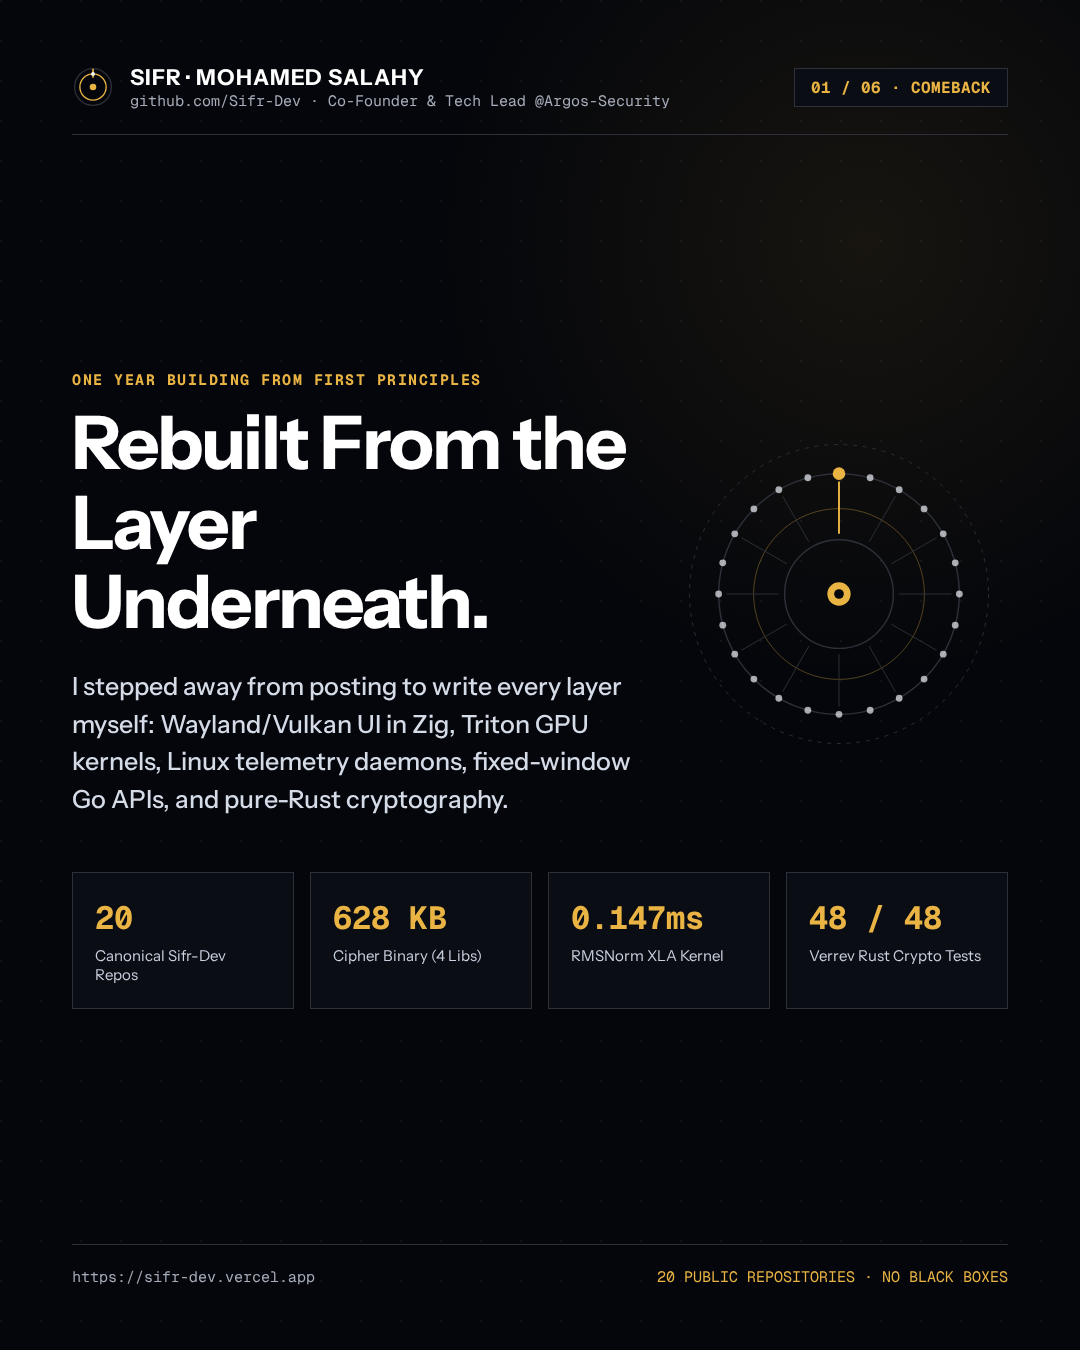 SIFR · MOHAMED SALAHY
github.com/Sifr-Dev · Co-Founder & Tech Lead @Argos-Security
01 / 06 · COMEBACK
ONE YEAR BUILDING FROM FIRST PRINCIPLES
Rebuilt From the
Layer
Underneath.
I stepped away from posting to write every layer
myself: Wayland/Vulkan UI in Zig, Triton GPU
kernels, Linux telemetry daemons, fixed-window
Go APIs, and pure-Rust cryptography.
20
Canonical Sifr-Dev
Repos
628 KB
Cipher Binary (4 Libs)
0.147ms
RMSNorm XLA Kernel
48 / 48
Verrev Rust Crypto Tests
https://sifr-dev.vercel.app
20 PUBLIC REPOSITORIES · NO BLACK BOXES